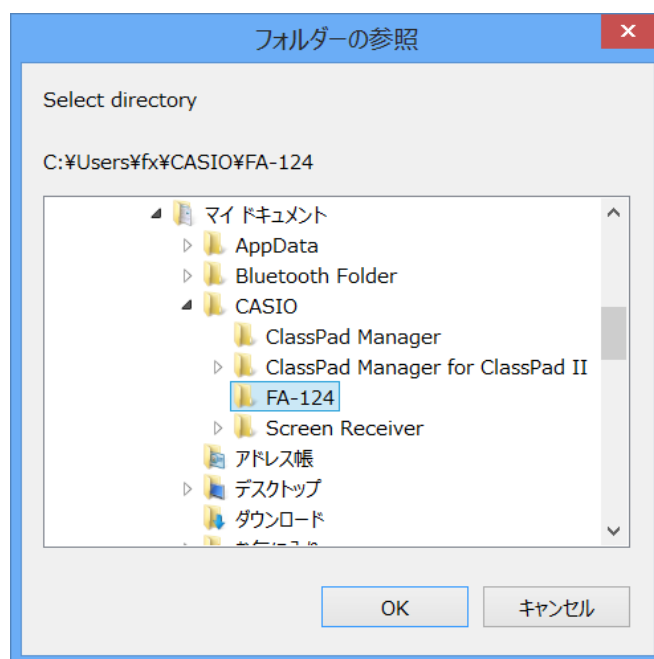 フォルダーの参照
Select directory
C:¥Users¥fx¥CASIO¥FA-124
マイ ドキュメント
AppData
Bluetooth Folder
CASIO
ClassPad Manager
ClassPad Manager for ClassPad II
FA-124
Screen Receiver
アドレス帳
デスクトップ
ダウンロード
OK キャンセル